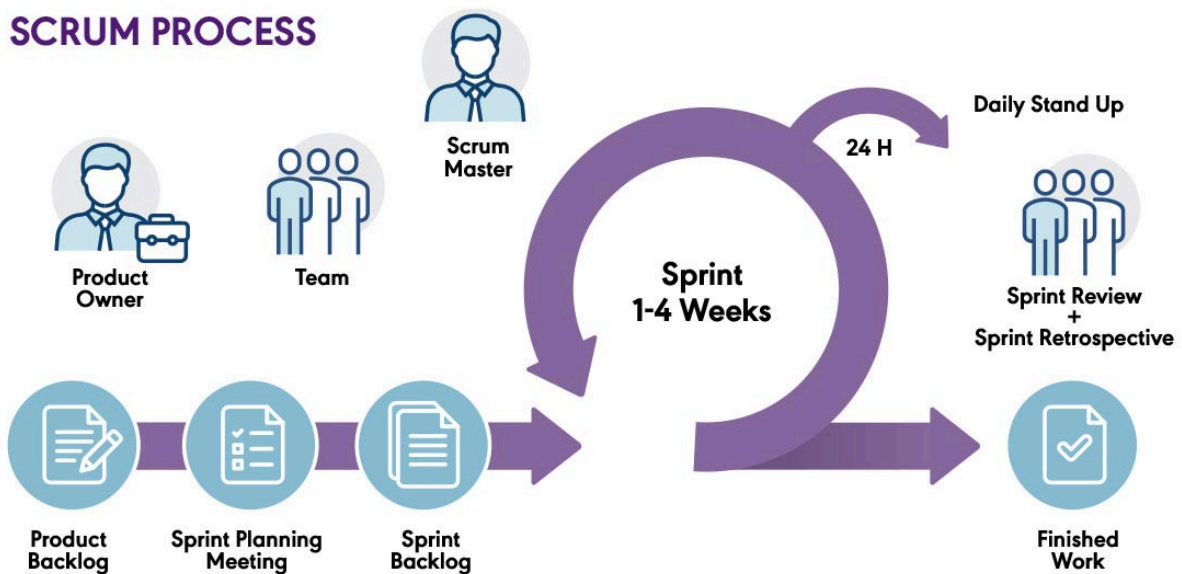 SCRUM PROCESS
Scrum
Master
Product
Owner
Team
Daily Stand Up
24 H
Sprint
1-4 Weeks
Sprint Review
+
Sprint Retrospective
Product
Backlog
Sprint Planning
Meeting
Sprint
Backlog
Finished
Work